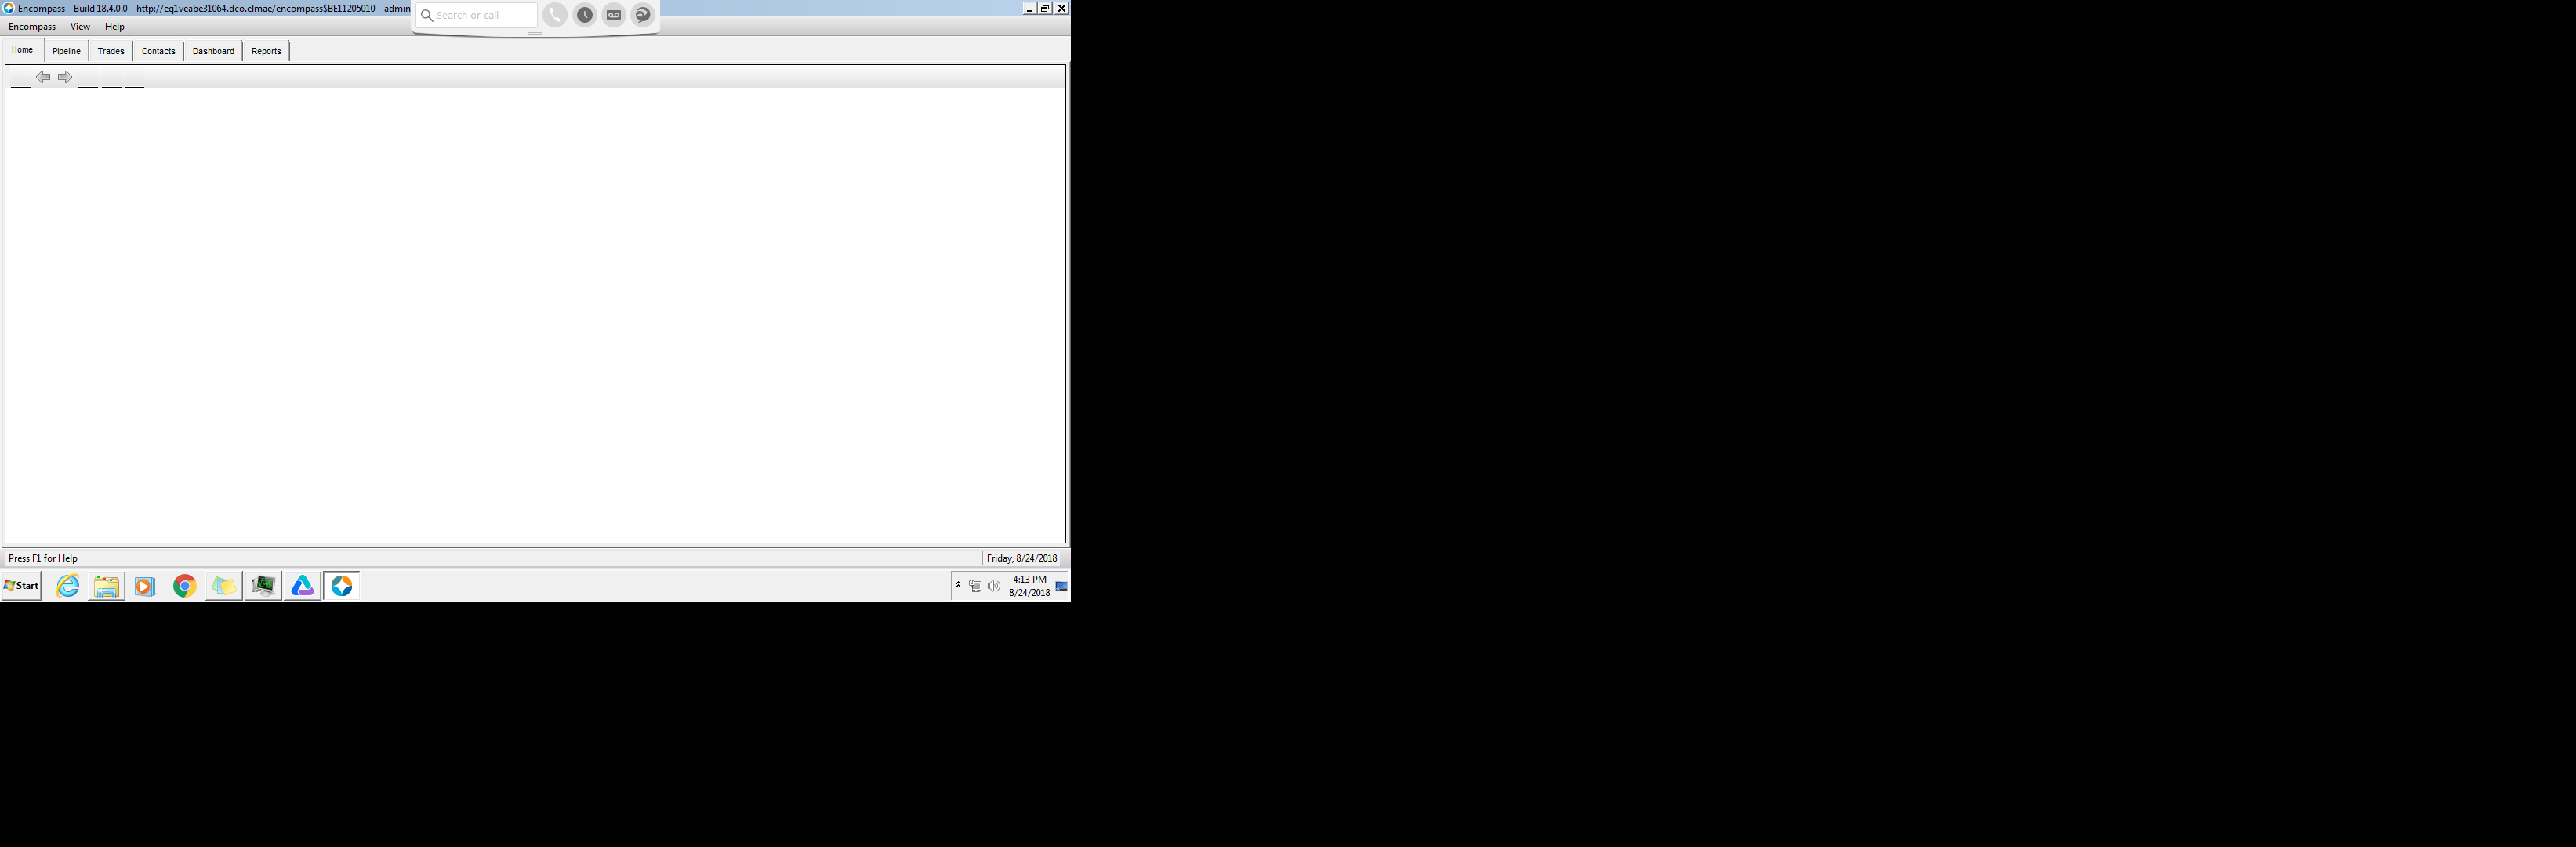 Encompass - Build 18.4.0.0 - http://eq1veabe31064.dco.elmae/encompass$BE11205010 - admin
Search or call
Encompass View Help
Home Pipeline Trades Contacts Dashboard Reports
Press F1 for Help
Friday, 8/24/2018
Start
4:13 PM
8/24/2018